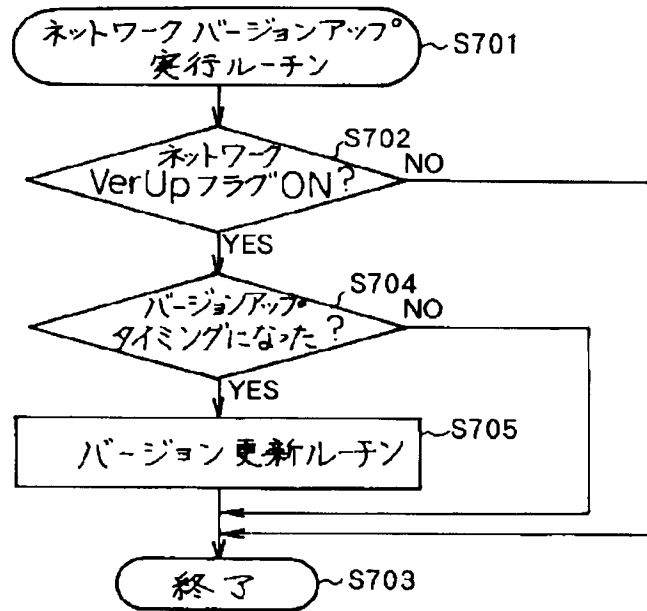 ネットワーク バージョンアップ
実行ルーチン
S701
S702
ネットワーク
VerUpフラグON?
NO
YES
S704
バージョンアップ
タイミングになった?
NO
YES
S705
バージョン更新ルーチン
終了
S703